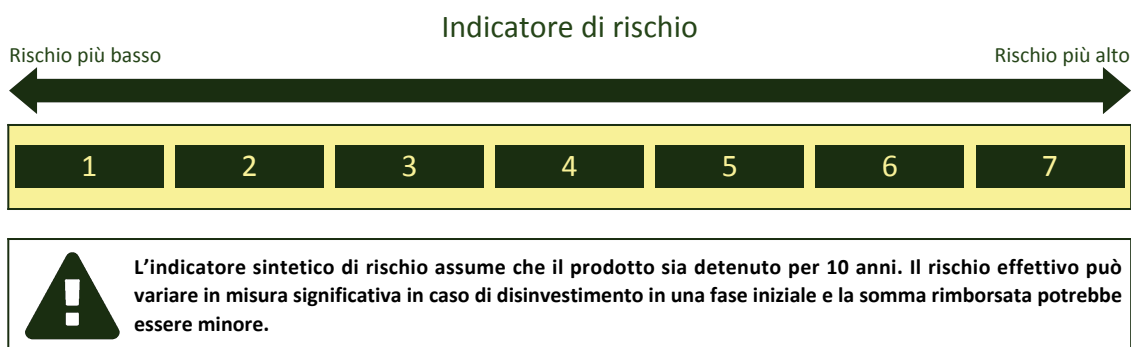 Indicatore di rischio
Rischio più basso
Rischio più alto
1 2 3 4 5 6 7
L’indicatore sintetico di rischio assume che il prodotto sia detenuto per 10 anni. Il rischio effettivo può
variare in misura significativa in caso di disinvestimento in una fase iniziale e la somma rimborsata potrebbe
essere minore.